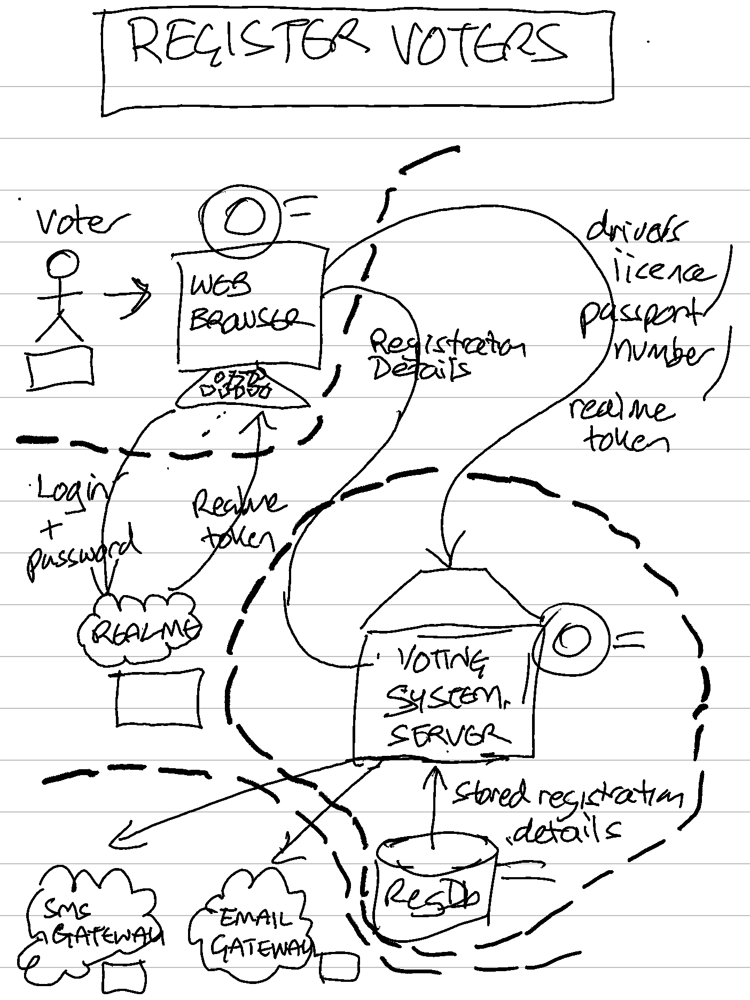 REGISTER VOTERS
Voter
WEB
BROWSER
drivers
licence /
passport
number /
realme
token
Registration
Details
Login
+
password
Realme
token
REALME
VOTING
SYSTEM
SERVER
stored registration
details
RegDb
SMS
GATEWAY
EMAIL
GATEWAY